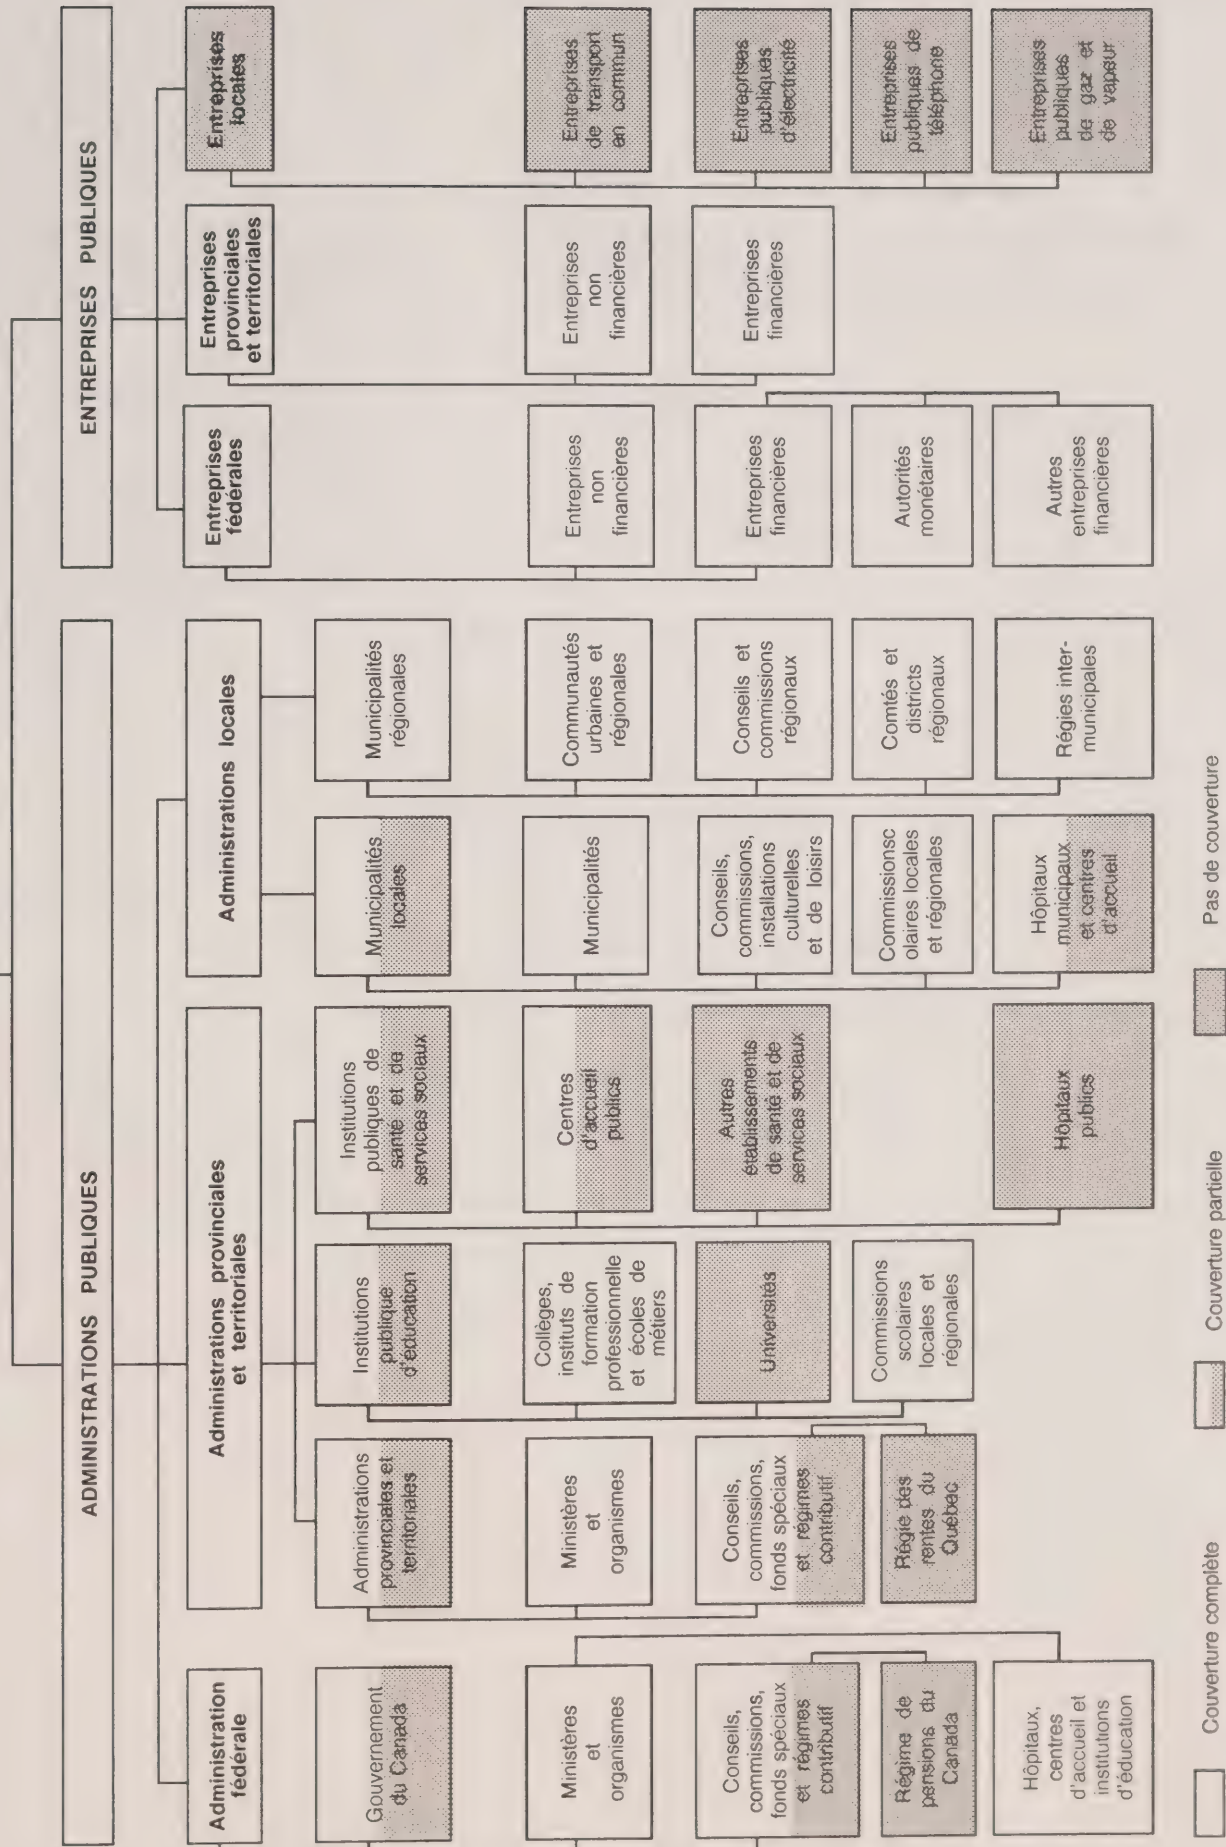 ADMINISTRATIONS PUBLIQUES
ENTREPRISES PUBLIQUES
Administration
fédérale
Administrations provinciales
et territoriales
Administrations locales
Entreprises
fédérales
Entreprises
provinciales
et territoriales
Entreprises
locales
Gouvernement
du Canada
Administrations
provinciales et
territoriales
Institutions
publique
d'éducation
Institutions
publiques de
santé et de
services sociaux
Municipalités
locales
Municipalités
régionales
Ministères
et
organismes
Ministères
et
organismes
Collèges,
instituts de
formation
professionnelle
et écoles de
métiers
Centres
d'accueil
publics
Municipalités
Communautés
urbaines et
régionales
Entreprises
non
financières
Entreprises
non
financières
Entreprises
de transport
en commun
Conseils,
commissions,
fonds spéciaux
et régimes
contributif
Conseils,
commissions,
fonds spéciaux
et régimes
contributif
Universités
Autres
établissements
de santé et de
services sociaux
Conseils,
commissions,
installations
culturelles
et de loisirs
Conseils et
commissions
régionaux
Entreprises
financières
Entreprises
financières
Entreprises
publiques
d'électricité
Régime de
pensions du
Canada
Régie des
rentes du
Québec
Commissions
scolaires
locales et
régionales
Commissionsc
olaires locales
et régionales
Comtés et
districts
régionaux
Autorités
monétaires
Entreprises
publiques de
téléphone
Hôpitaux,
centres
d'accueil et
institutions
d'éducation
Hôpitaux
publics
Hôpitaux
municipaux
et centres
d'accueil
Régies inter-
municipales
Autres
entreprises
financières
Entreprises
publiques
de gaz et
de vapeur
Couverture complète
Couverture partielle
Pas de couverture